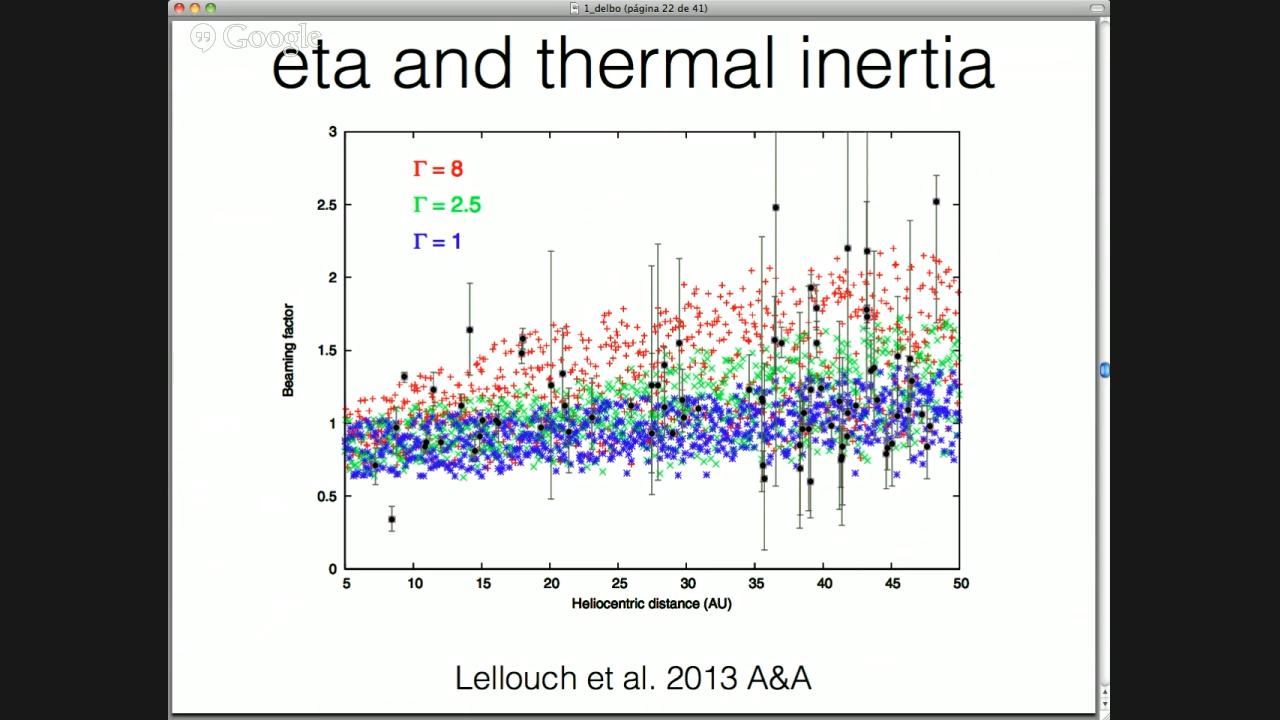 1_delbo (página 22 de 41)
Google
eta and thermal inertia
3
2.5
2
1.5
1
0.5
0
Γ = 8
Γ = 2.5
Γ = 1
Beaming factor
5 10 15 20 25 30 35 40 45 50
Heliocentric distance (AU)
Lellouch et al. 2013 A&A